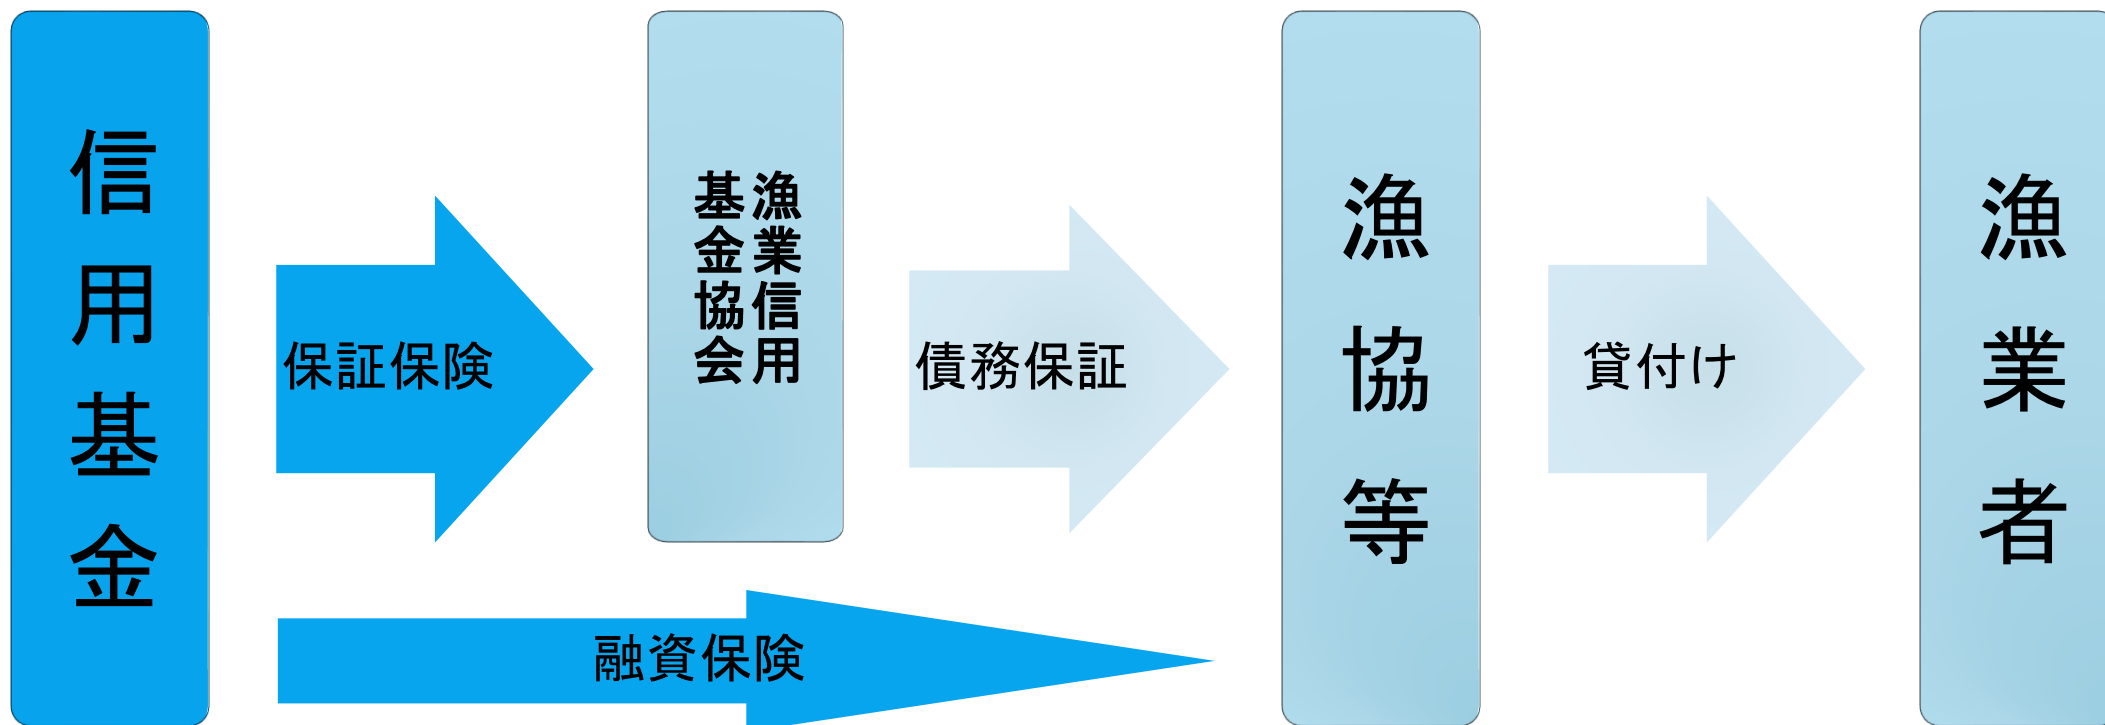 信用基金
保証保険
漁業信用
基金協会
債務保証
漁協等
貸付け
漁業者
融資保険